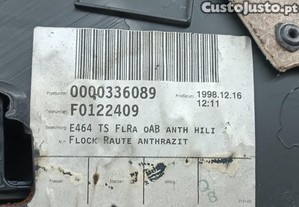 CustoJusto.pt
0000336089
1998.12.16
12:11
F0122409
E464 TS FLRA OAB ANTH HILI
FLOCK RAUTE ANTHRAZIT